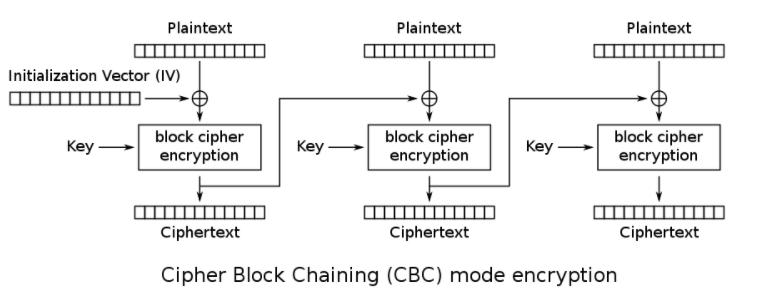 Plaintext
Plaintext
Plaintext
Initialization Vector (IV)
Key
block cipher
encryption
Key
block cipher
encryption
Key
block cipher
encryption
Ciphertext
Ciphertext
Ciphertext
Cipher Block Chaining (CBC) mode encryption